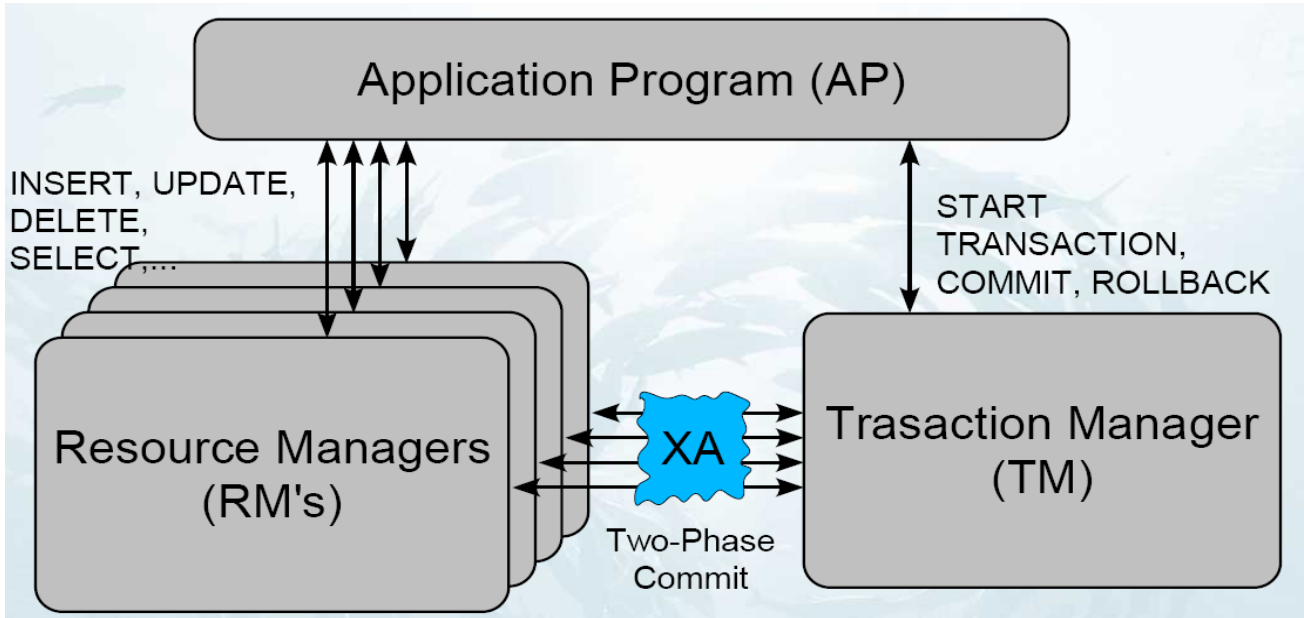 Application Program (AP)
INSERT, UPDATE,
DELETE,
SELECT,...
START
TRANSACTION,
COMMIT, ROLLBACK
Resource Managers
(RM's)
XA
Two-Phase
Commit
Trasaction Manager
(TM)